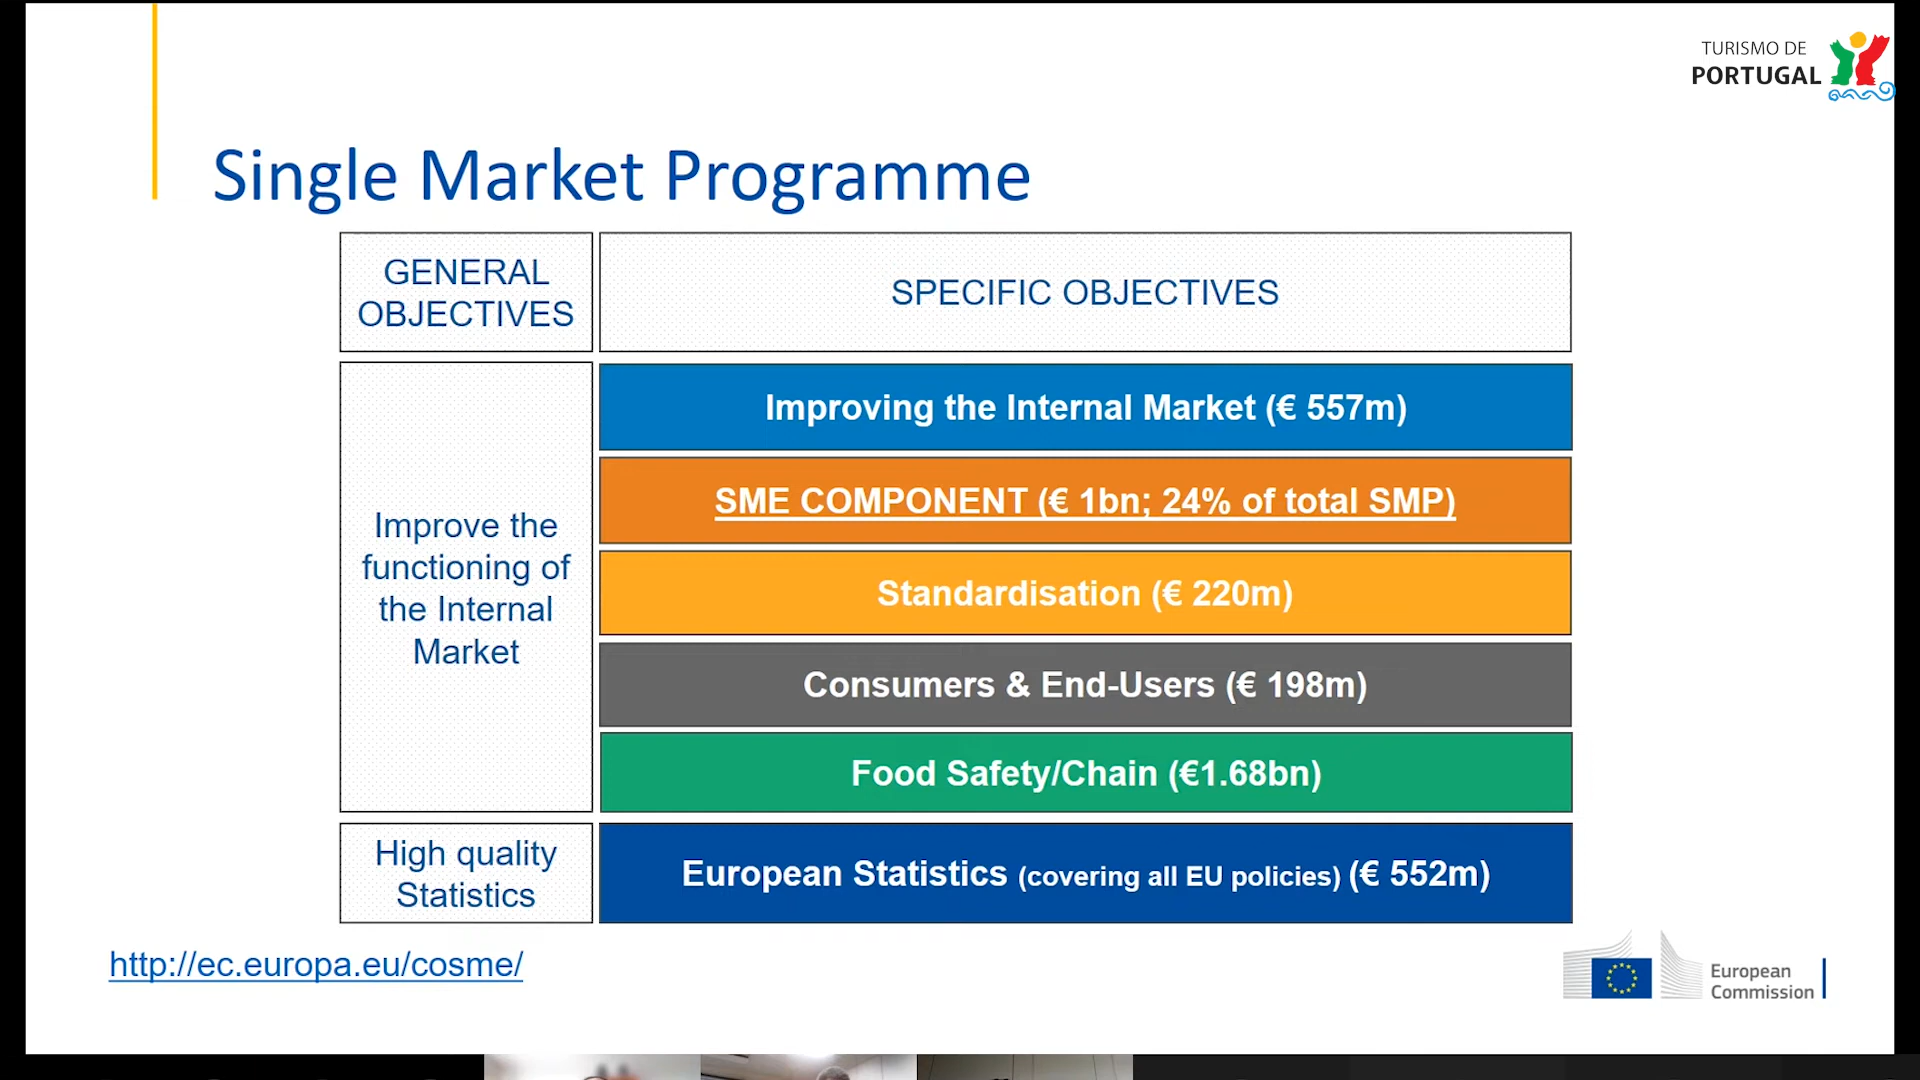 TURISMO DE
PORTUGAL
Single Market Programme
GENERAL
OBJECTIVES
SPECIFIC OBJECTIVES
Improve the
functioning of
the Internal
Market
Improving the Internal Market (€ 557m)
SME COMPONENT (€ 1bn; 24% of total SMP)
Standardisation (€ 220m)
Consumers & End-Users (€ 198m)
Food Safety/Chain (€1.68bn)
High quality
Statistics
European Statistics (covering all EU policies) (€ 552m)
http://ec.europa.eu/cosme/
European
Commission